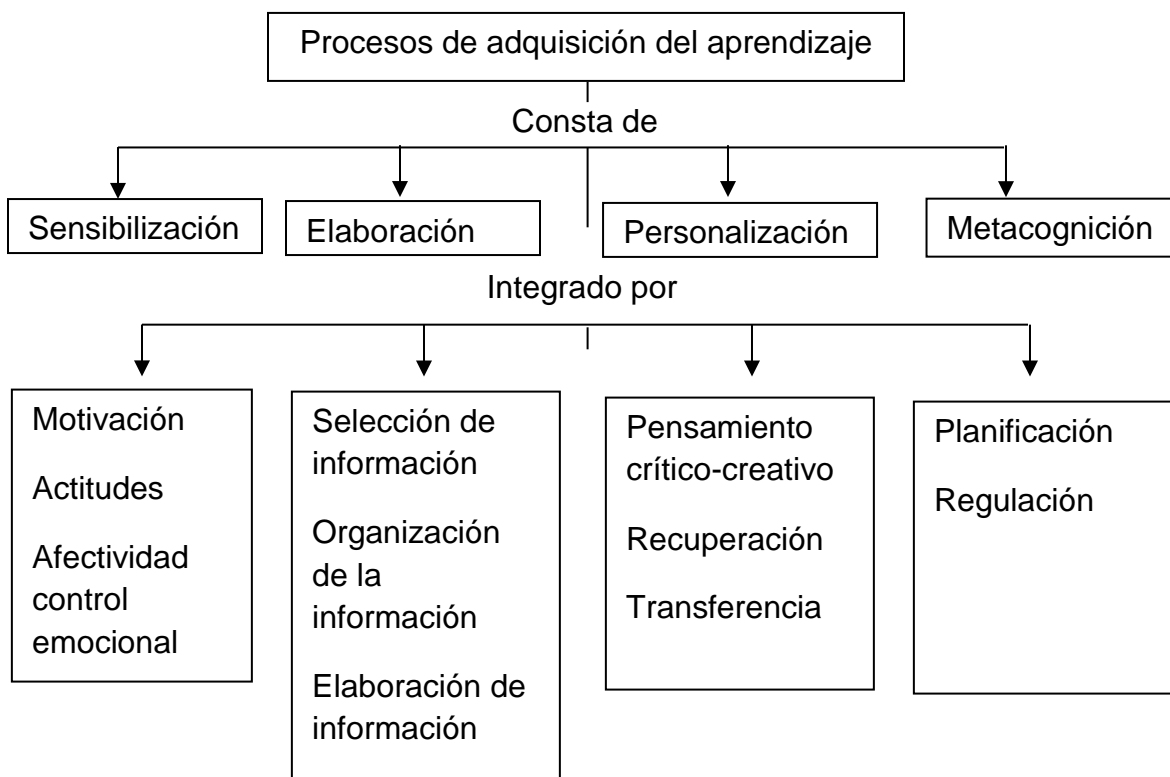 Procesos de adquisición del aprendizaje
Consta de
Sensibilización
Elaboración
Personalización
Metacognición
Integrado por
Motivación
Actitudes
Afectividad
control
emocional
Selección de
información
Organización
de la
información
Elaboración de
información
Pensamiento
crítico-creativo
Recuperación
Transferencia
Planificación
Regulación